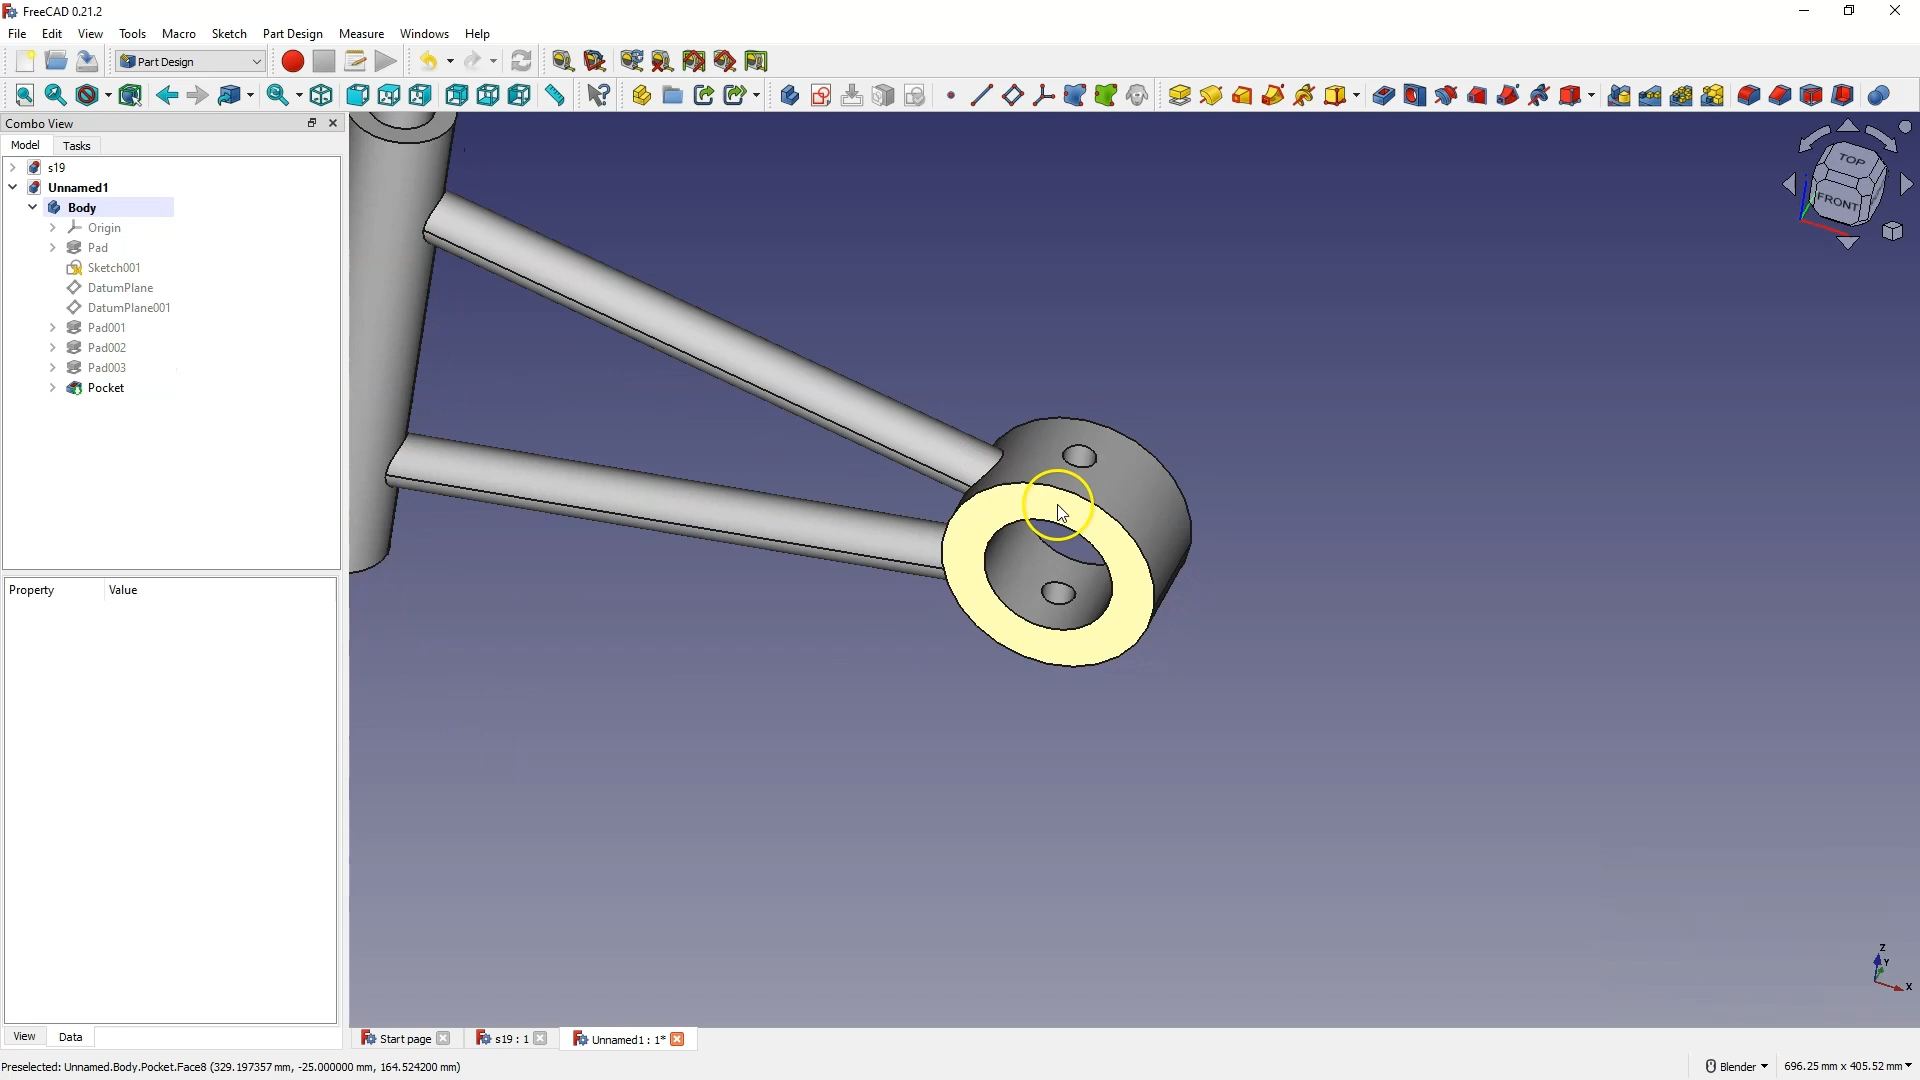 FreeCAD 0.21.2
File Edit View Tools Macro Sketch Part Design Measure Windows Help
Part Design
Combo View
Model Tasks
s19
Unnamed1
Body
Origin
Pad
Sketch001
DatumPlane
DatumPlane001
Pad001
Pad002
Pad003
Pocket
TOP
FRONT
Property Value
Z
Y
X
View Data
Start page
s19 : 1
Unnamed1 : 1*
Preselected: Unnamed.Body.Pocket.Face8 (329.197357 mm, -25.000000 mm, 164.524200 mm)
Blender
696.25 mm x 405.52 mm